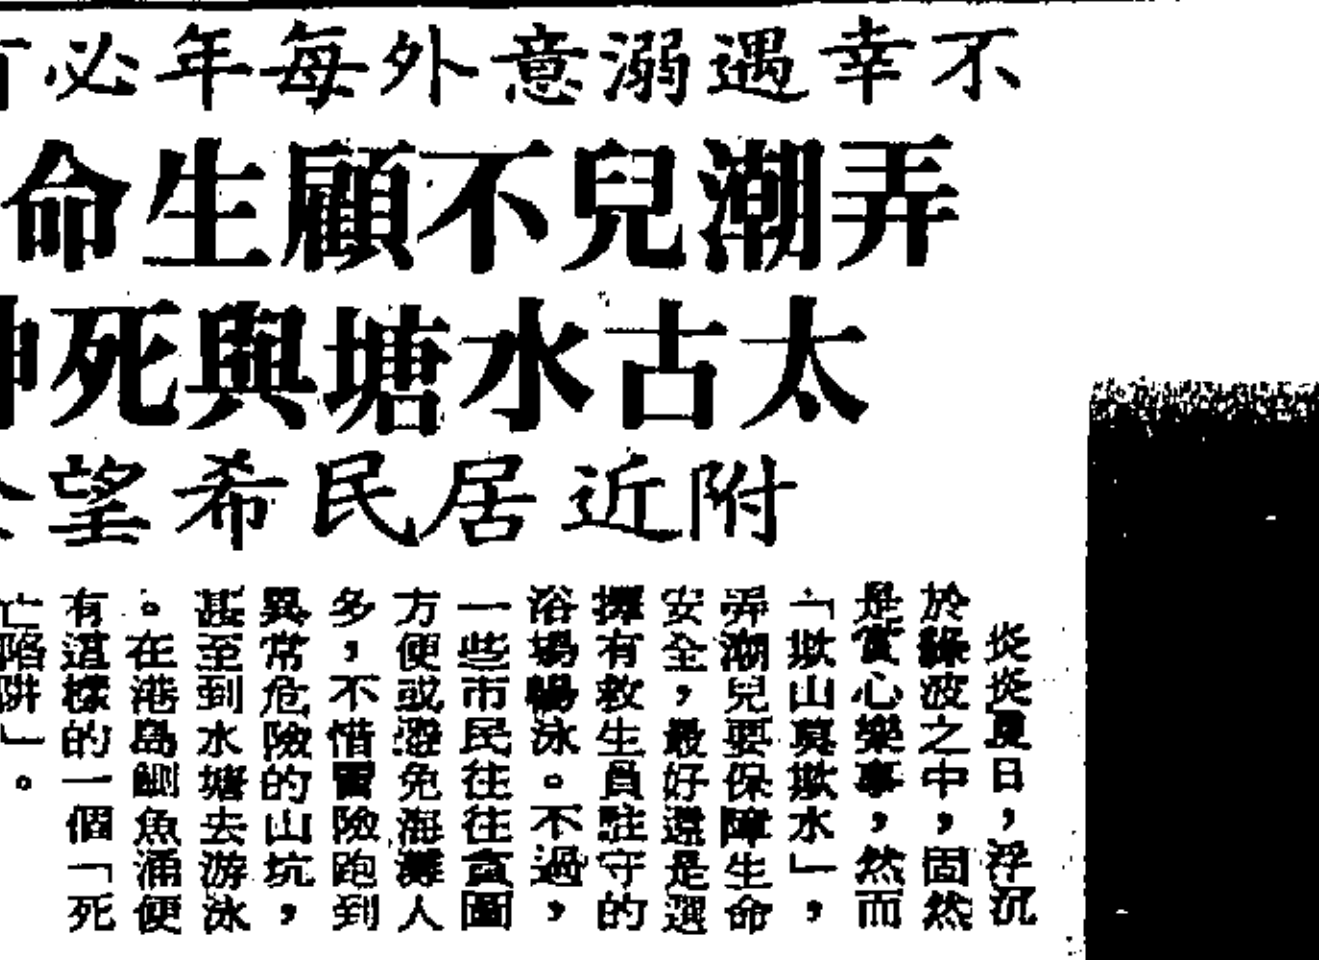 不幸遇溺意外每年必有
弄潮兒不顧生命
太古水塘與死神
附近居民希望
炎炎夏日，浮沉
於綠波之中，固然
是賞心樂事，然而
「欺山莫欺水」，
弄潮兒要保障生命
安全，最好還是選
擇有救生員駐守的
浴場暢泳。不過，
一些市民往往貪圖
方便或避免海灘人
多，不惜冒險跑到
異常危險的山坑，
甚至到水塘去游泳
。在港島鰂魚涌便
有這樣的一個「死
亡陷阱」。